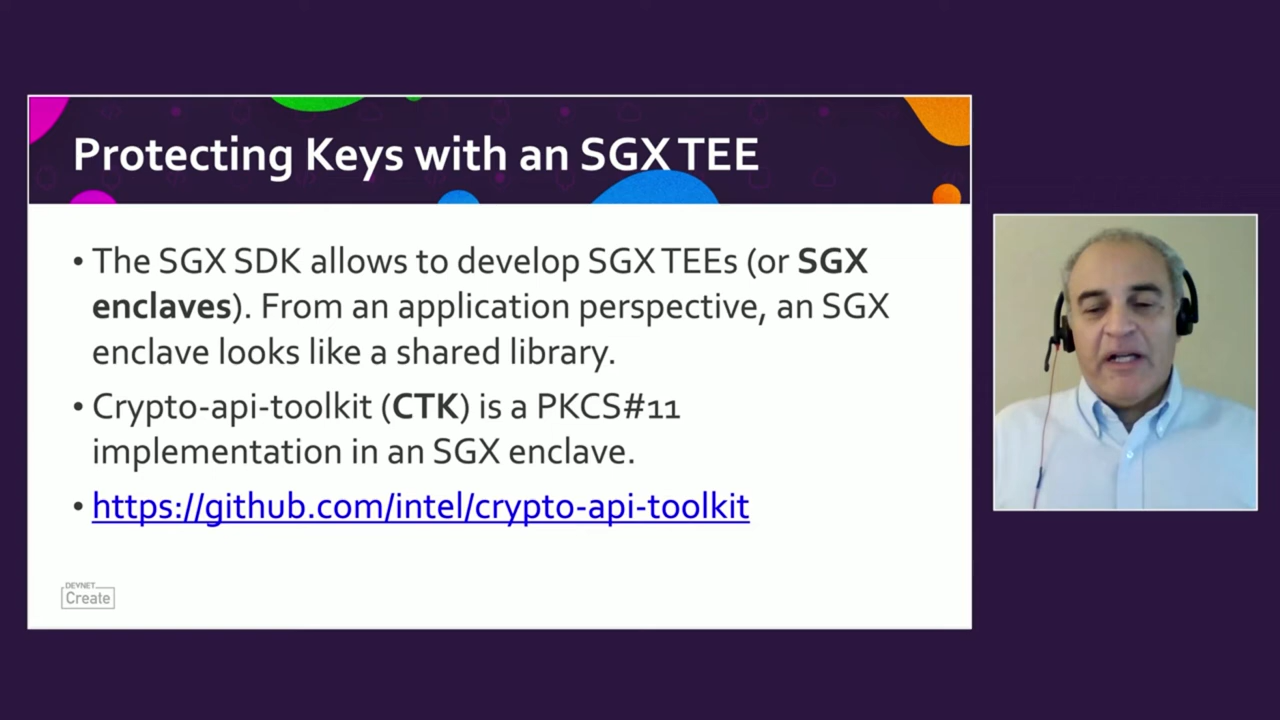 Protecting Keys with an SGX TEE
• The SGX SDK allows to develop SGX TEEs (or SGX
enclaves). From an application perspective, an SGX
enclave looks like a shared library.
• Crypto-api-toolkit (CTK) is a PKCS#11
implementation in an SGX enclave.
• https://github.com/intel/crypto-api-toolkit
DEVNET
Create